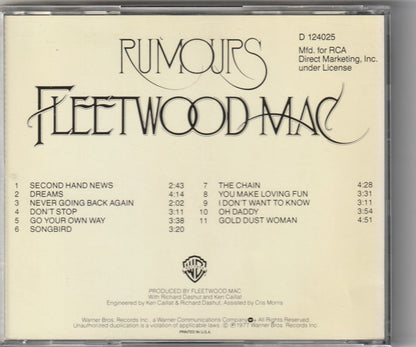 RUMOURS
D 124025
Mfd. for RCA
Direct Marketing, Inc.
under License
FLEETWOOD MAC
1 SECOND HAND NEWS 2:43
2 DREAMS 4:14
3 NEVER GOING BACK AGAIN 2:02
4 DON'T STOP 3:11
5 GO YOUR OWN WAY 3:38
6 SONGBIRD 3:20
7 THE CHAIN 4:28
8 YOU MAKE LOVING FUN 3:31
9 I DON'T WANT TO KNOW 3:11
10 OH DADDY 3:54
11 GOLD DUST WOMAN 4:51
PRODUCED BY FLEETWOOD MAC
With Richard Dashut and Ken Caillat
Engineered by Ken Caillat & Richard Dashut. Assisted by Cris Morris
Warner Bros. Records Inc., a Warner Communications Company All Rights Reserved.
Unauthorized duplication is a violation of applicable laws. © ℗ 1977 Warner Bros. Records Inc.
PRINTED IN U.S.A.